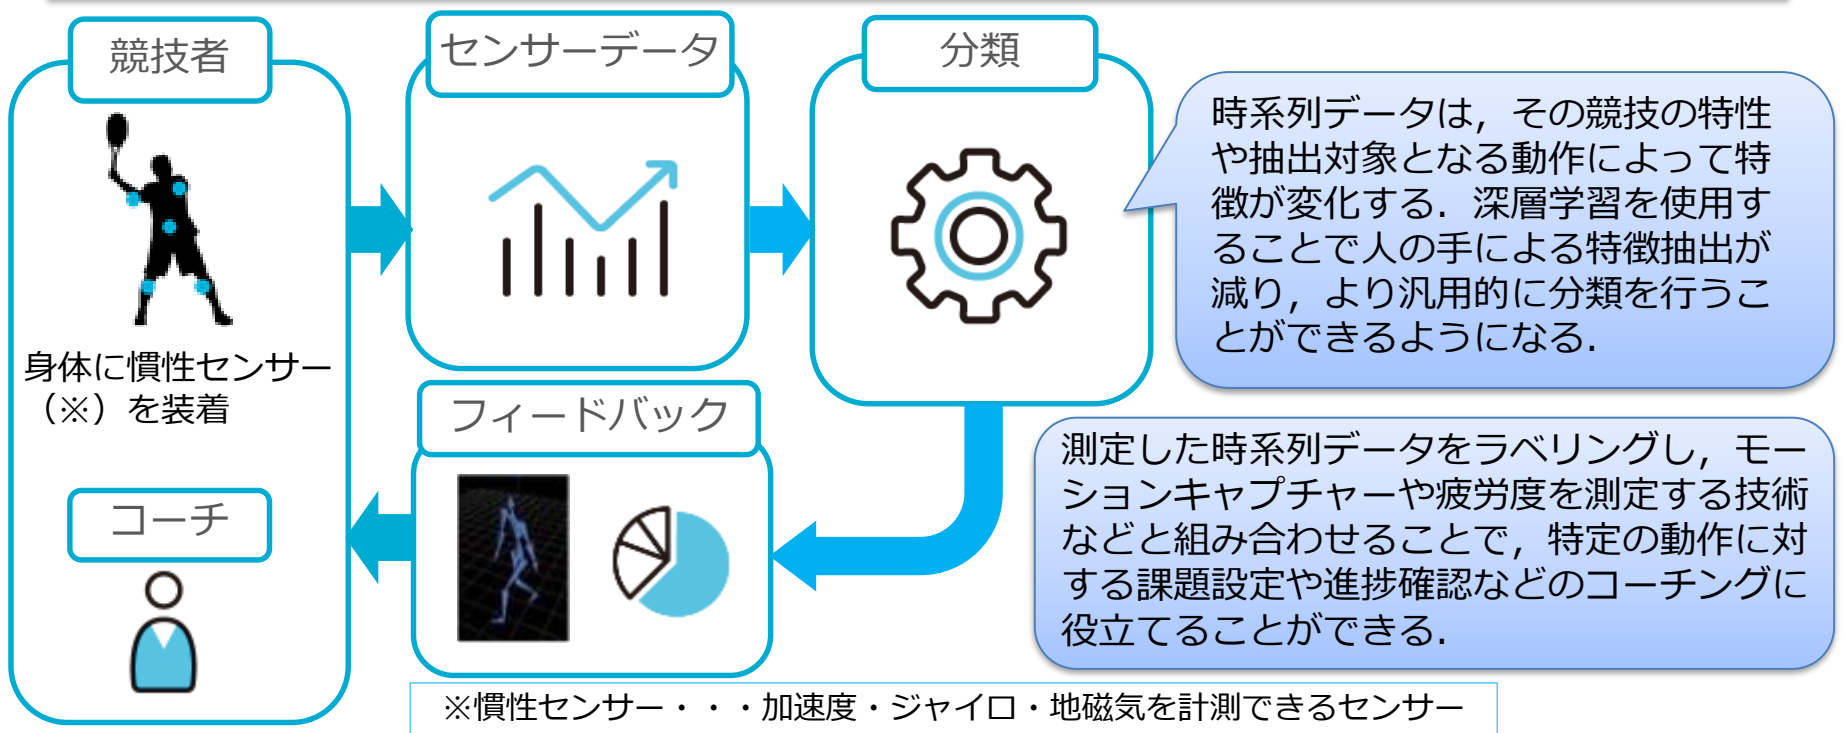 競技者
身体に慣性センサー
（※）を装着
コーチ
センサーデータ
分類
時系列データは，その競技の特性
や抽出対象となる動作によって特
徴が変化する．深層学習を使用す
ることで人の手による特徴抽出が
減り，より汎用的に分類を行うこ
とができるようになる．
フィードバック
測定した時系列データをラベリングし，モー
ションキャプチャーや疲労度を測定する技術
などと組み合わせることで，特定の動作に対
する課題設定や進捗確認などのコーチングに
役立てることができる．
※慣性センサー・・・加速度・ジャイロ・地磁気を計測できるセンサー